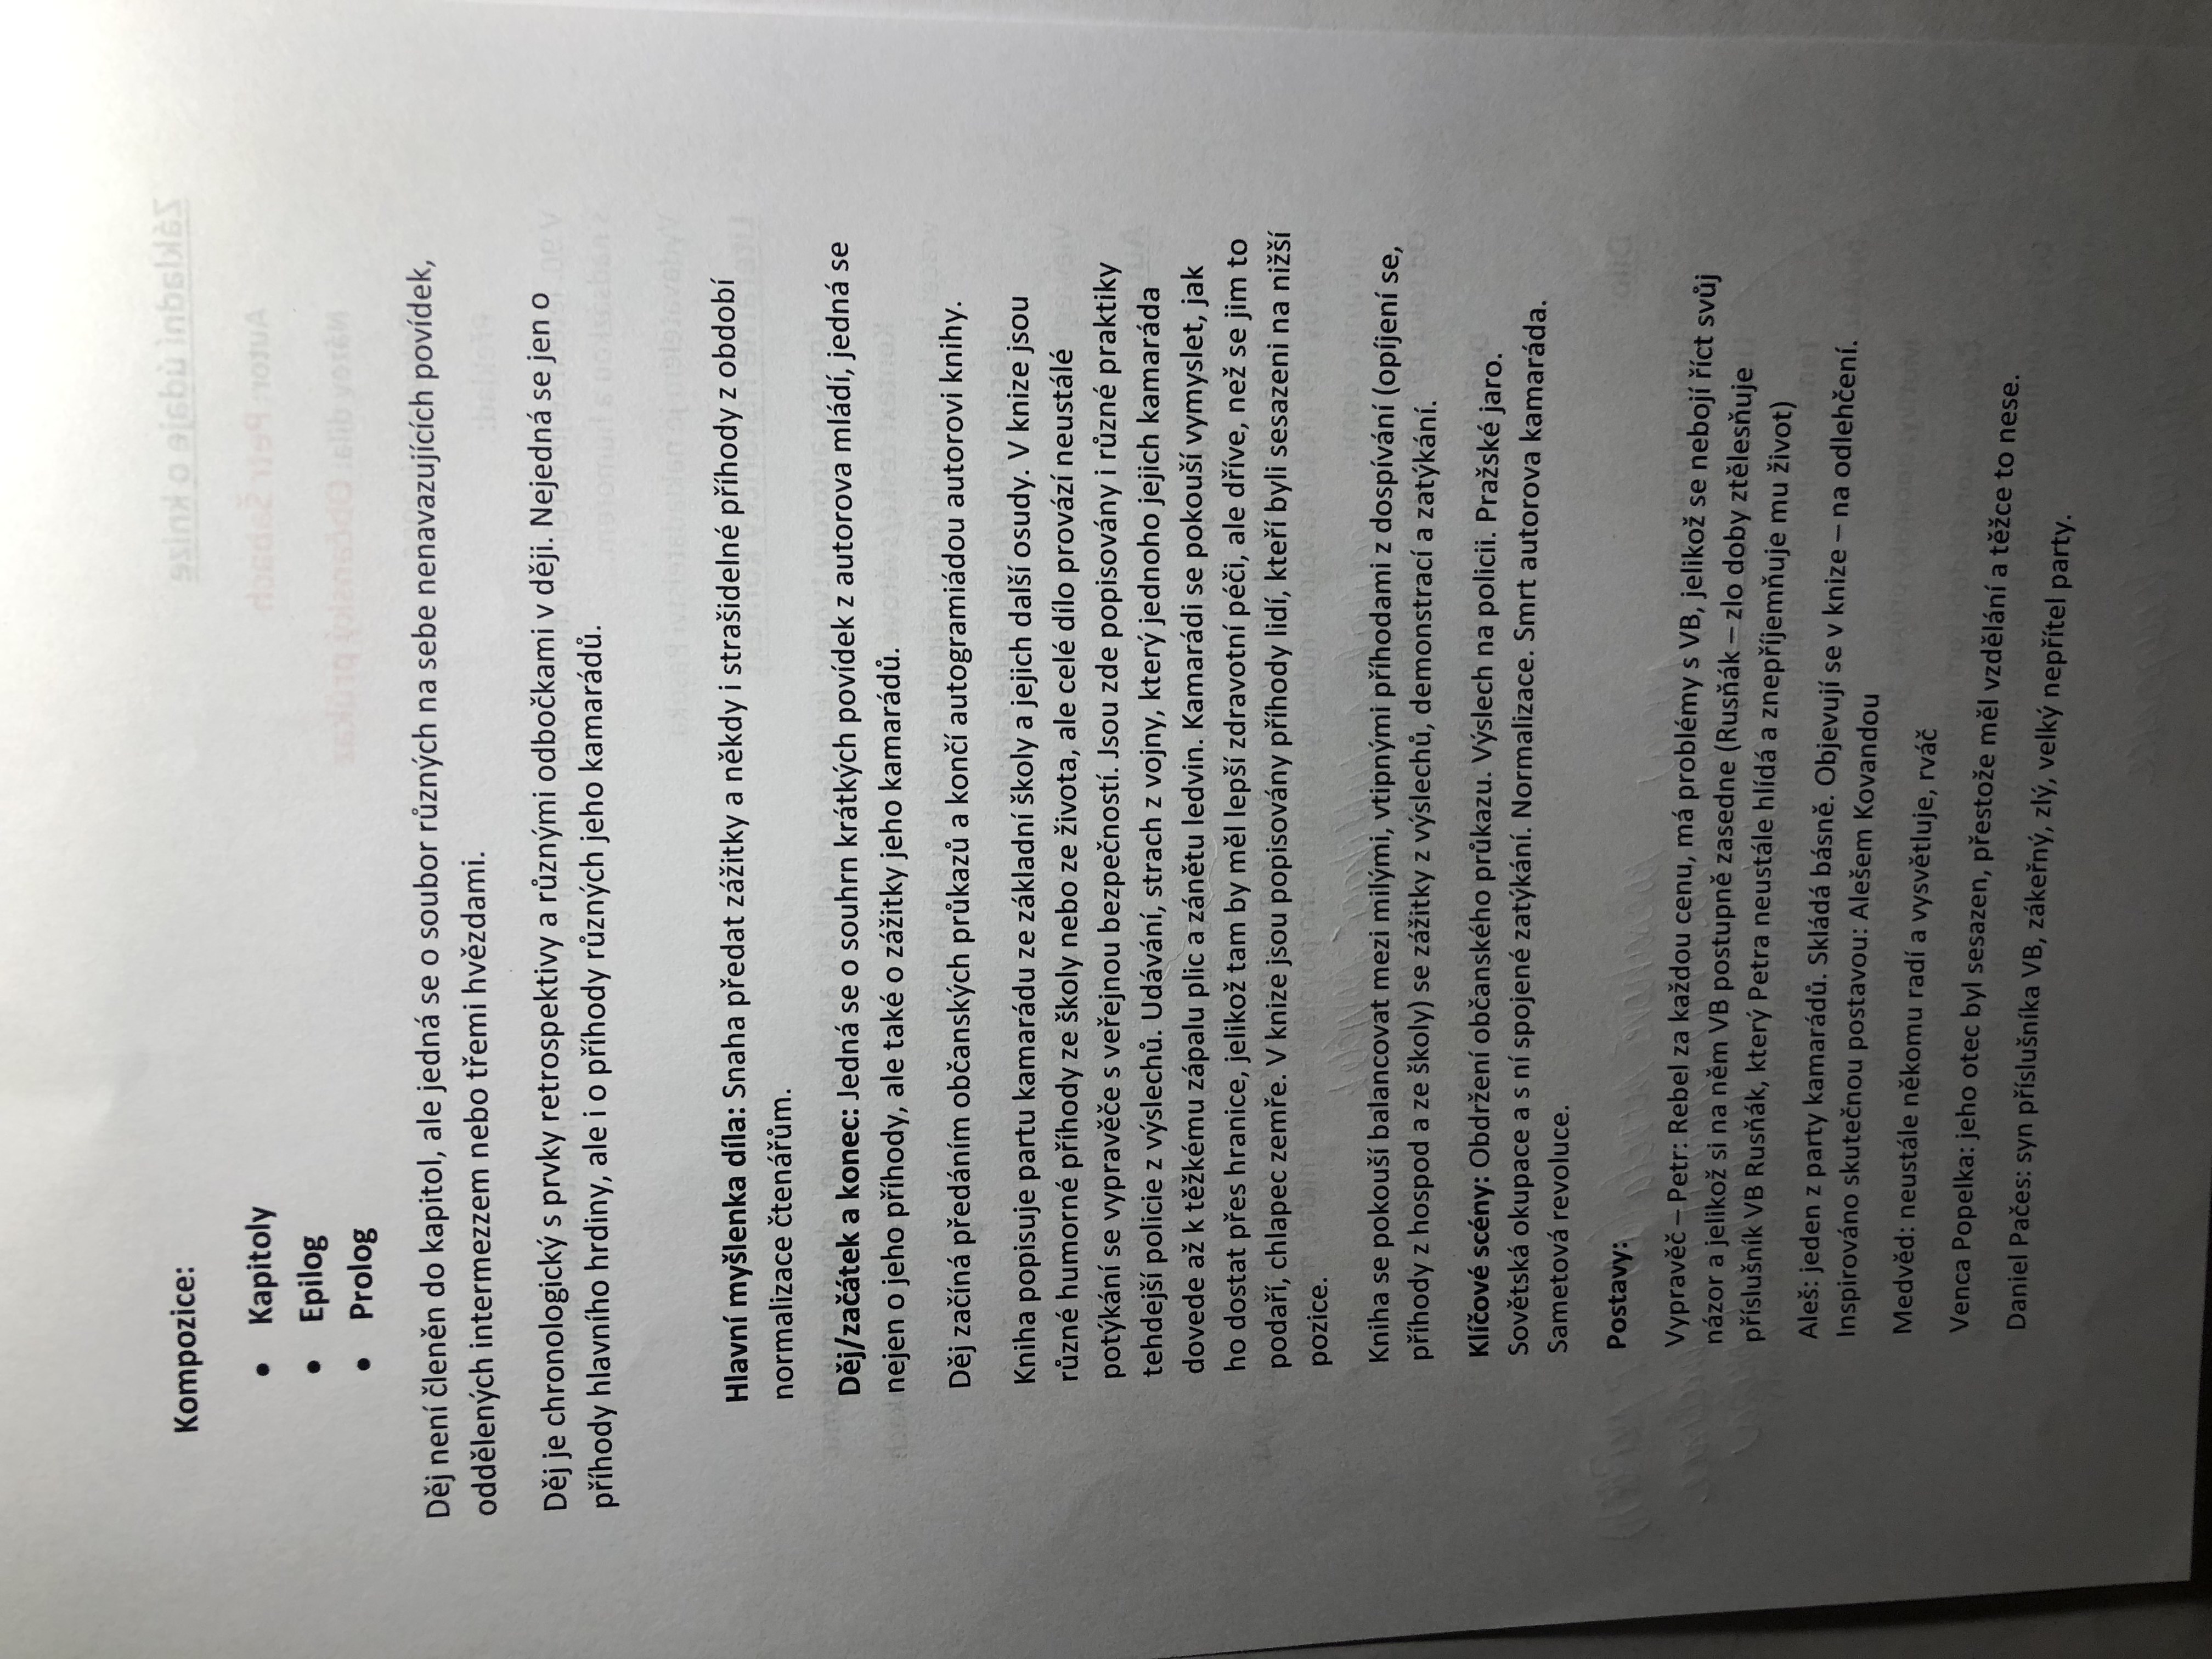 Kompozice:
• Kapitoly
• Epilog
• Prolog
Děj není členěn do kapitol, ale jedná se o soubor různých na sebe nenavazujících povídek,
oddělených intermezzem nebo třemi hvězdami.
Děj je chronologický s prvky retrospektivy a různými odbočkami v ději. Nejedná se jen o
příhody hlavního hrdiny, ale i o příhody různých jeho kamarádů.
Hlavní myšlenka díla: Snaha předat zážitky a někdy i strašidelné příhody z období
normalizace čtenářům.
Děj/začátek a konec: Jedná se o souhrn krátkých povídek z autorova mládí, jedná se
nejen o jeho příhody, ale také o zážitky jeho kamarádů.
Děj začíná předáním občanských průkazů a končí autogramiádou autorovi knihy.
Kniha popisuje partu kamarádu ze základní školy a jejich další osudy. V knize jsou
různé humorné příhody ze školy nebo ze života, ale celé dílo provází neustálé
potýkání se vypravěče s veřejnou bezpečností. Jsou zde popisovány i různé praktiky
tehdejší policie z výslechů. Udávání, strach z vojny, který jednoho jejich kamaráda
dovede až k těžkému zápalu plic a zánětu ledvin. Kamarádi se pokouší vymyslet, jak
ho dostat přes hranice, jelikož tam by měl lepší zdravotní péči, ale dříve, než se jim to
podaří, chlapec zemře. V knize jsou popisovány příhody lidí, kteří byli sesazeni na nižší
pozice.
Kniha se pokouší balancovat mezi milými, vtipnými příhodami z dospívání (opíjení se,
příhody z hospod a ze školy) se zážitky z výslechů, demonstrací a zatýkání.
Klíčové scény: Obdržení občanského průkazu. Výslech na policii. Pražské jaro.
Sovětská okupace a s ní spojené zatýkání. Normalizace. Smrt autorova kamaráda.
Sametová revoluce.
Postavy:
Vypravěč – Petr: Rebel za každou cenu, má problémy s VB, jelikož se nebojí říct svůj
názor a jelikož si na něm VB postupně zasedne (Rusňák – zlo doby ztělesňuje
příslušník VB Rusňák, který Petra neustále hlídá a znepříjemňuje mu život)
Aleš: jeden z party kamarádů. Skládá básně. Objevují se v knize – na odlehčení.
Inspirováno skutečnou postavou: Alešem Kovandou
Medvěd: neustále někomu radí a vysvětluje, rváč
Venca Popelka: jeho otec byl sesazen, přestože měl vzdělání a těžce to nese.
Daniel Pačes: syn příslušníka VB, zákeřný, zlý, velký nepřítel party.